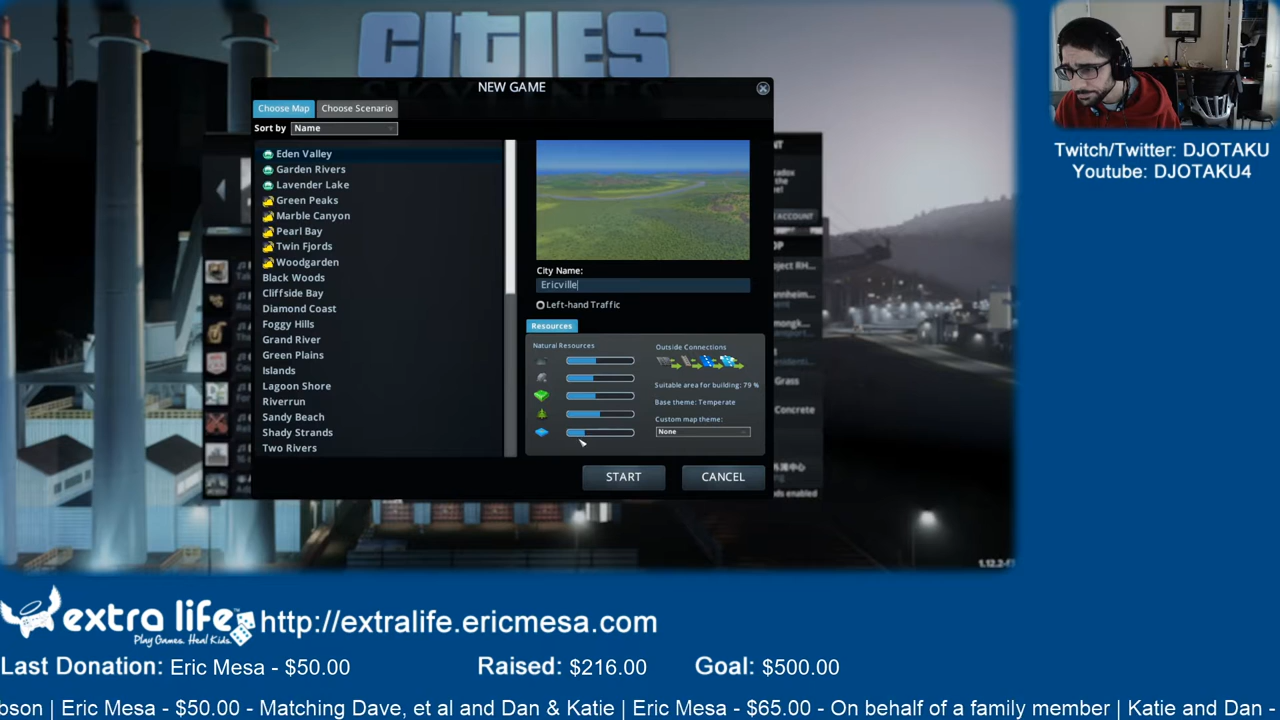 CITIES
SKYLINES
NEW GAME
Choose Map
Choose Scenario
Sort by
Name
Eden Valley
Garden Rivers
Lavender Lake
Green Peaks
Marble Canyon
Pearl Bay
Twin Fjords
Woodgarden
Black Woods
Cliffside Bay
Diamond Coast
Foggy Hills
Grand River
Green Plains
Islands
Lagoon Shore
Riverrun
Sandy Beach
Shady Strands
Two Rivers
City Name:
Ericville
Left-hand Traffic
Resources
Natural Resources
Outside Connections
Suitable area for building: 79 %
Base theme: Temperate
Custom map theme:
None
START
CANCEL
ACCOUNT
Grass
Concrete
Twitch/Twitter: DJOTAKU
Youtube: DJOTAKU4
extra life
Play Games. Heal Kids.
http://extralife.ericmesa.com
Last Donation: Eric Mesa - $50.00
Raised: $216.00
Goal: $500.00
bson | Eric Mesa - $50.00 - Matching Dave, et al and Dan & Katie | Eric Mesa - $65.00 - On behalf of a family member | Katie and Dan -